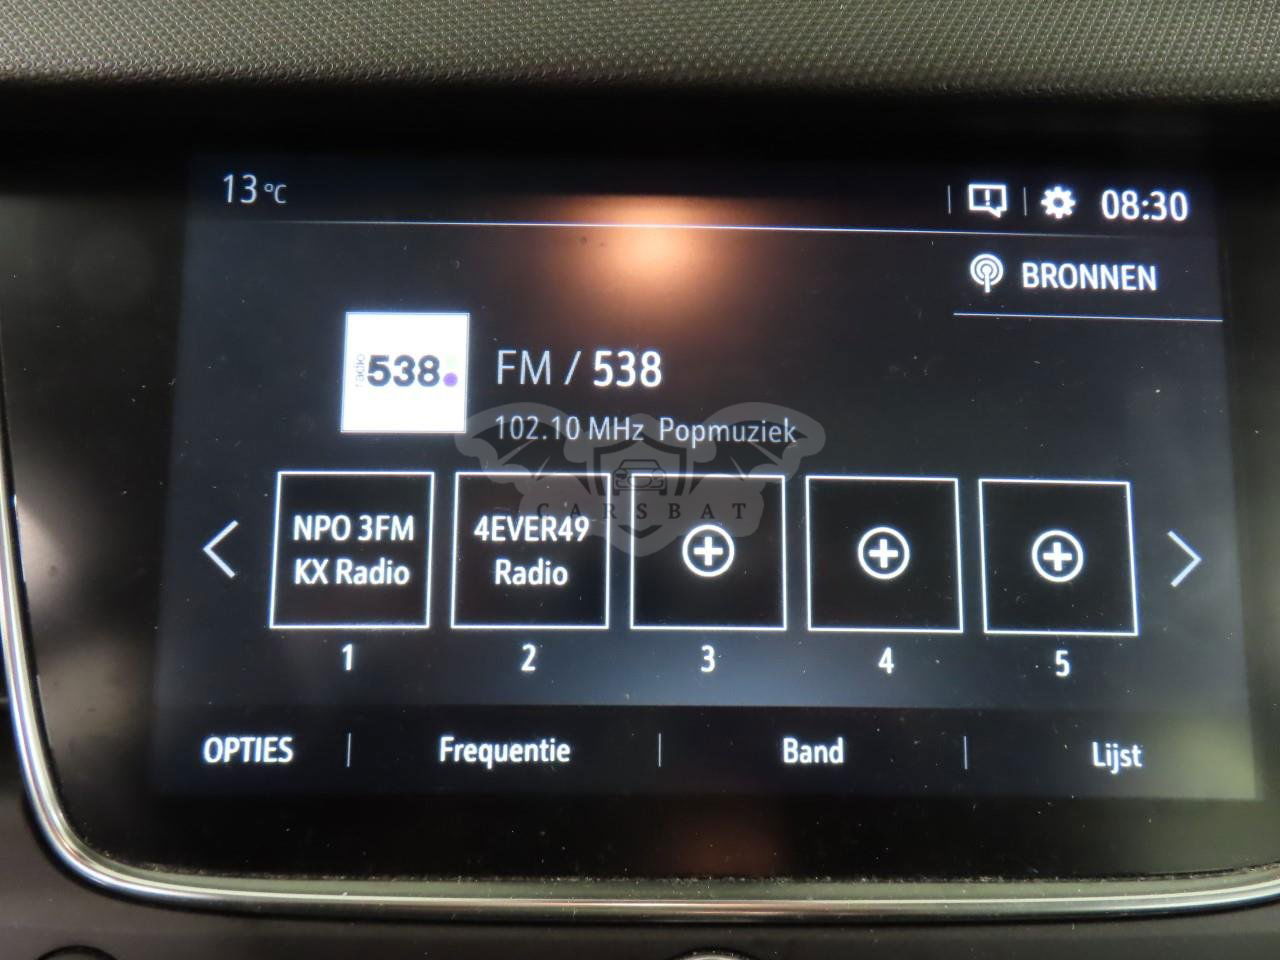 13 °C
08:30
BRONNEN
radio 538
FM / 538
102.10 MHz Popmuziek
CARSBAT
NPO 3FM
KX Radio
4EVER49
Radio
1 2 3 4 5
OPTIES Frequentie Band Lijst